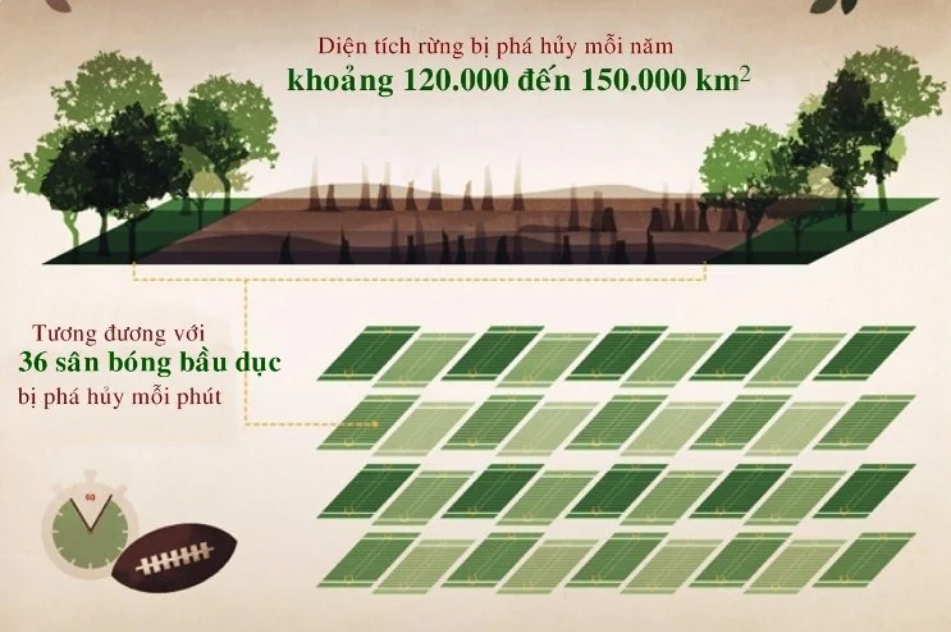 Diện tích rừng bị phá hủy mỗi năm
khoảng 120.000 đến 150.000 km²
Tương đương với
36 sân bóng bầu dục
bị phá hủy mỗi phút
60